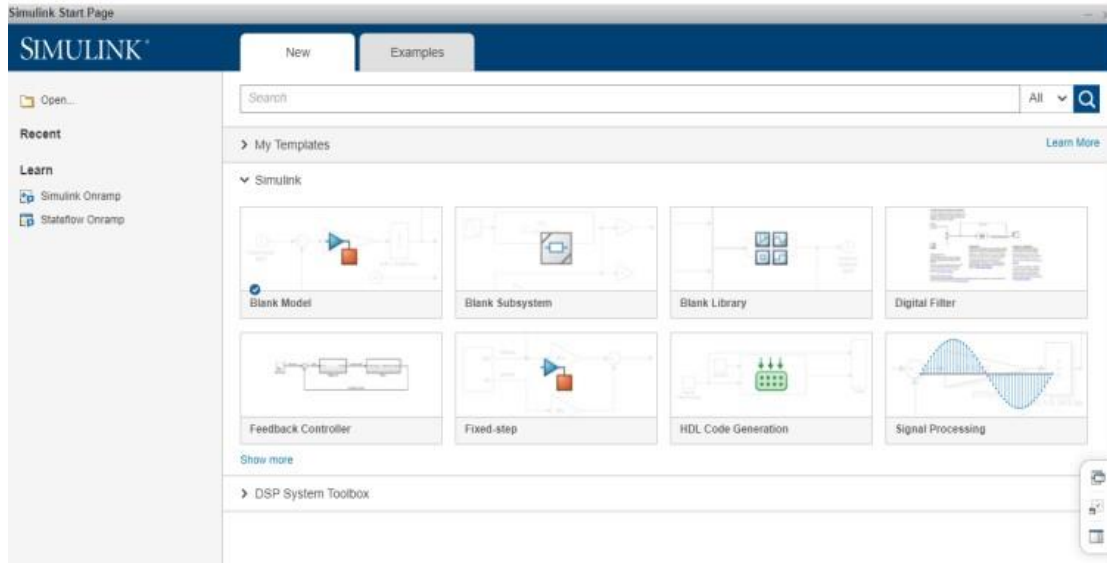 Simulink Start Page
SIMULINK®
New
Examples
Open...
Recent
Learn
Simulink Onramp
Stateflow Onramp
Search
All
My Templates
Learn More
Simulink
Blank Model
Blank Subsystem
Blank Library
Digital Filter
Feedback Controller
Fixed-step
HDL Code Generation
Signal Processing
Show more
DSP System Toolbox